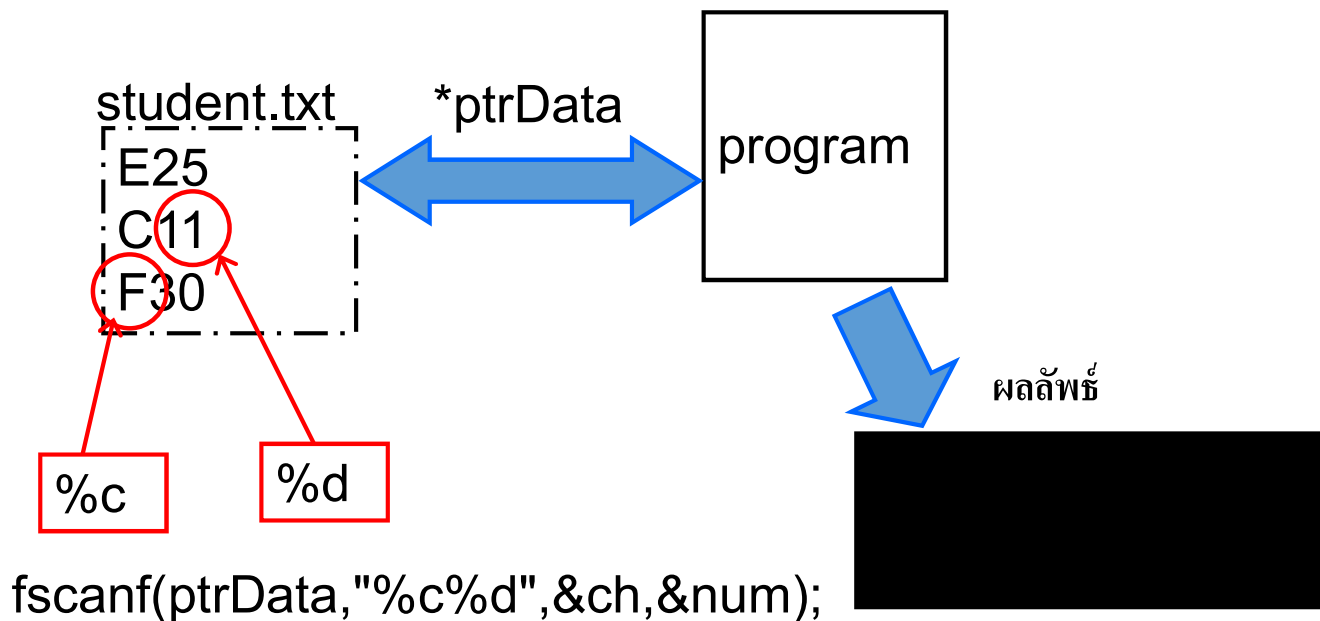 student.txt
*ptrData
program
E25
C11
F30
ผลลัพธ์
%c
%d
fscanf(ptrData,"%c%d",&ch,&num);